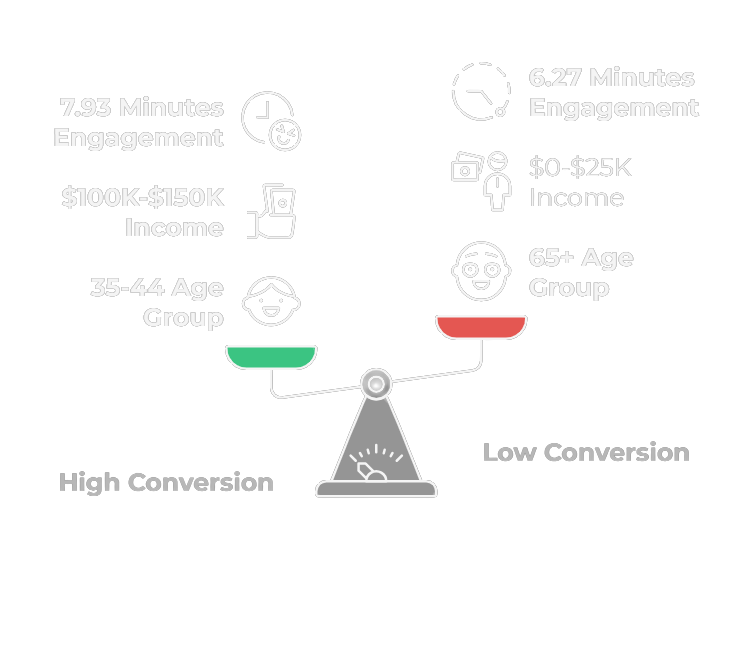 7.93 Minutes
Engagement
$100K-$150K
Income
35-44 Age
Group
High Conversion
6.27 Minutes
Engagement
$0-$25K
Income
65+ Age
Group
Low Conversion